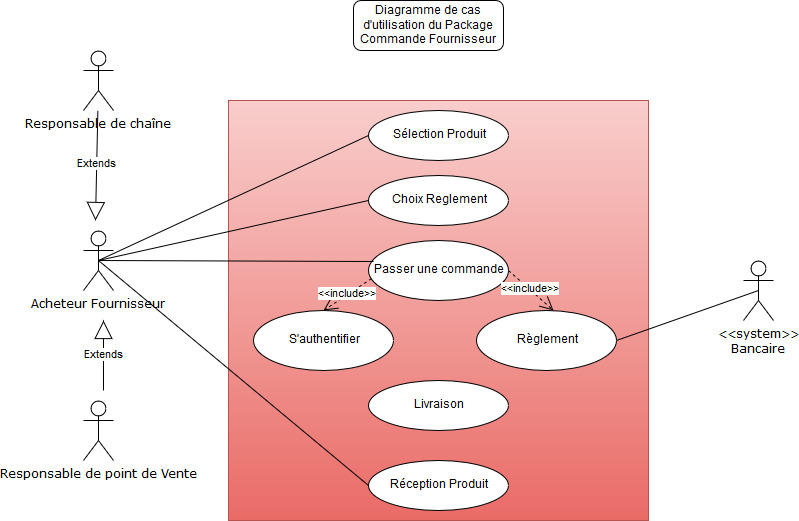 Diagramme de cas
d'utilisation du Package
Commande Fournisseur
Responsable de chaîne
Extends
Acheteur Fournisseur
Extends
Responsable de point de Vente
Sélection Produit
Choix Reglement
Passer une commande
<<include>>
<<include>>
S'authentifier
Règlement
Livraison
Réception Produit
<<system>>
Bancaire